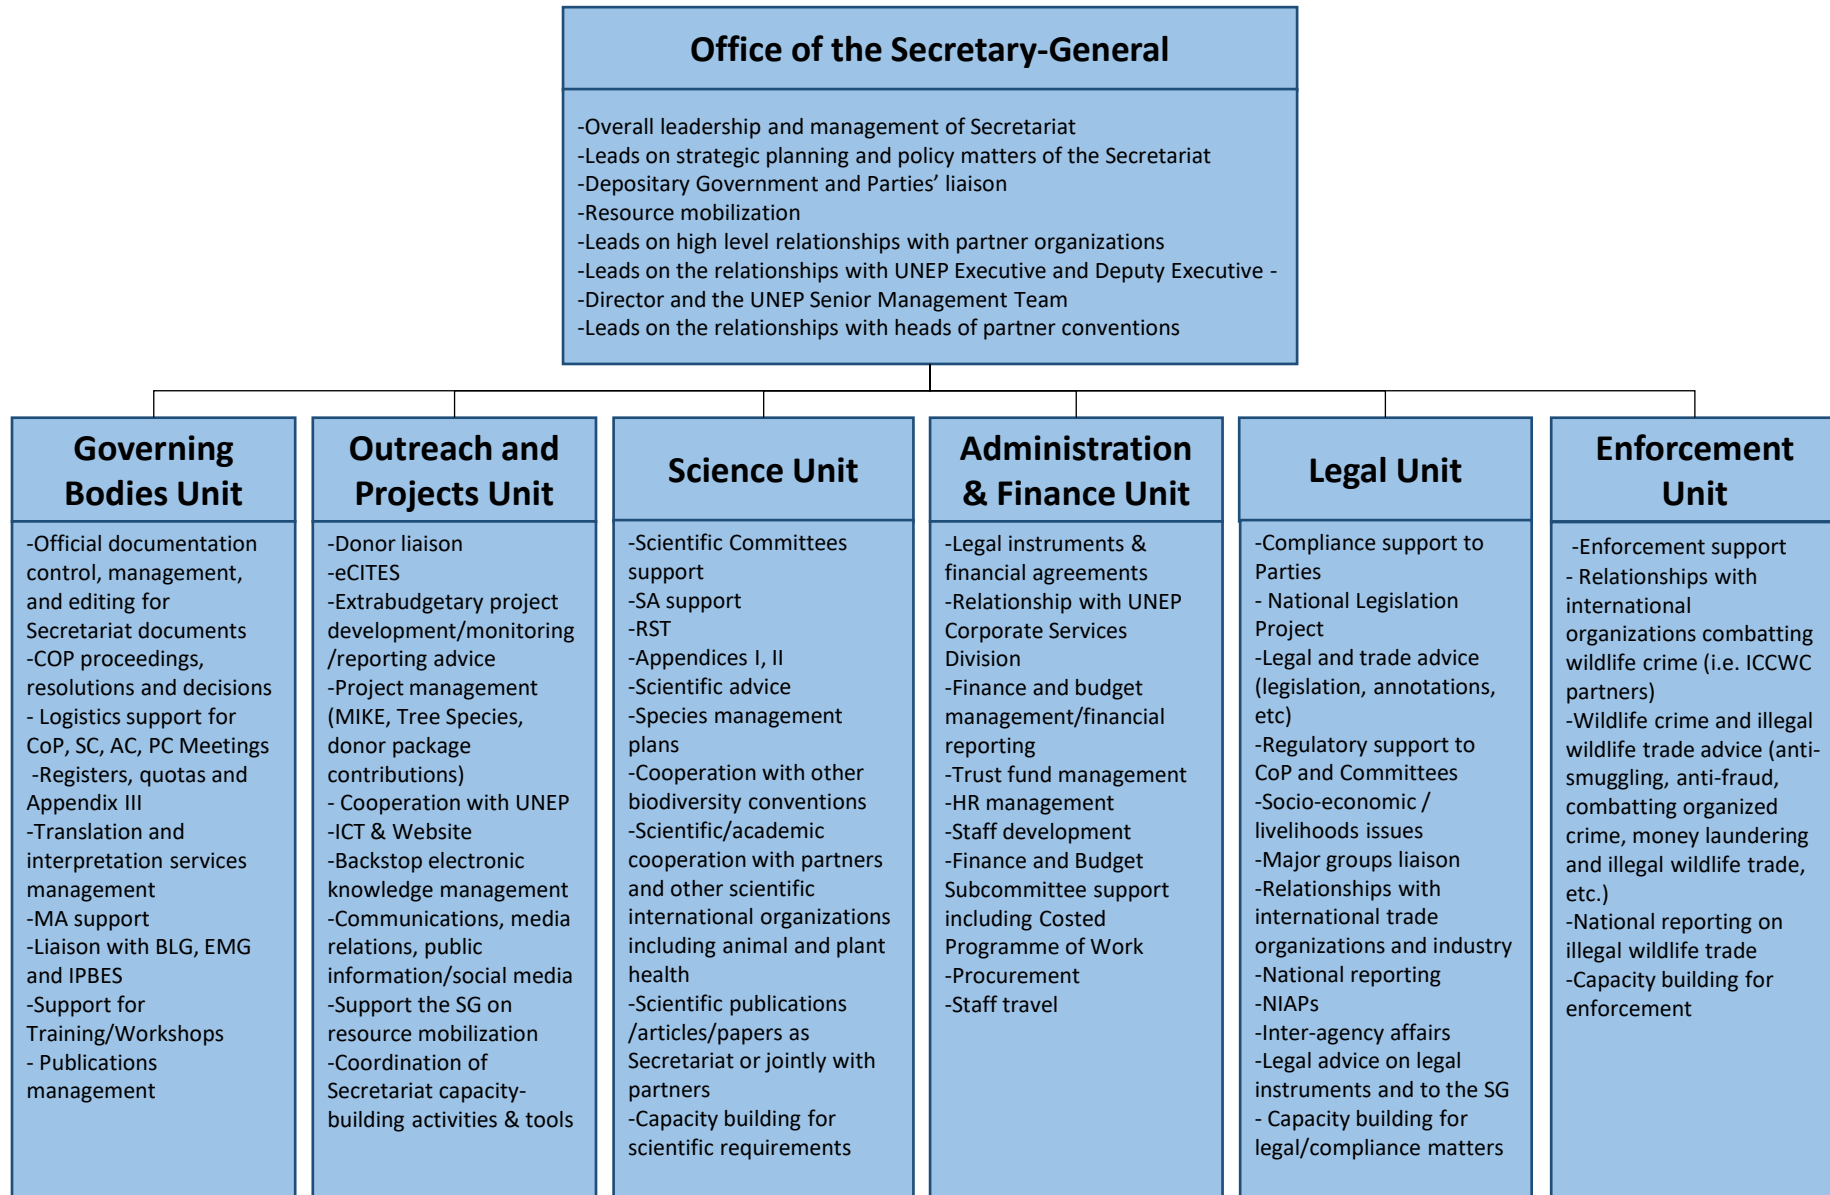 Office of the Secretary-General
-Overall leadership and management of Secretariat
-Leads on strategic planning and policy matters of the Secretariat
-Depositary Government and Parties’ liaison
-Resource mobilization
-Leads on high level relationships with partner organizations
-Leads on the relationships with UNEP Executive and Deputy Executive -
-Director and the UNEP Senior Management Team
-Leads on the relationships with heads of partner conventions
Governing
Bodies Unit
-Official documentation
control, management,
and editing for
Secretariat documents
-COP proceedings,
resolutions and decisions
- Logistics support for
CoP, SC, AC, PC Meetings
-Registers, quotas and
Appendix III
-Translation and
interpretation services
management
-MA support
-Liaison with BLG, EMG
and IPBES
-Support for
Training/Workshops
- Publications
management
Outreach and
Projects Unit
-Donor liaison
-eCITES
-Extrabudgetary project
development/monitoring
/reporting advice
-Project management
(MIKE, Tree Species,
donor package
contributions)
- Cooperation with UNEP
-ICT & Website
-Backstop electronic
knowledge management
-Communications, media
relations, public
information/social media
-Support the SG on
resource mobilization
-Coordination of
Secretariat capacity-
building activities & tools
Science Unit
-Scientific Committees
support
-SA support
-RST
-Appendices I, II
-Scientific advice
-Species management
plans
-Cooperation with other
biodiversity conventions
-Scientific/academic
cooperation with partners
and other scientific
international organizations
including animal and plant
health
-Scientific publications
/articles/papers as
Secretariat or jointly with
partners
-Capacity building for
scientific requirements
Administration
& Finance Unit
-Legal instruments &
financial agreements
-Relationship with UNEP
Corporate Services
Division
-Finance and budget
management/financial
reporting
-Trust fund management
-HR management
-Staff development
-Finance and Budget
Subcommittee support
including Costed
Programme of Work
-Procurement
-Staff travel
Legal Unit
-Compliance support to
Parties
- National Legislation
Project
-Legal and trade advice
(legislation, annotations,
etc)
-Regulatory support to
CoP and Committees
-Socio-economic /
livelihoods issues
-Major groups liaison
-Relationships with
international trade
organizations and industry
-National reporting
-NIAPs
-Inter-agency affairs
-Legal advice on legal
instruments and to the SG
- Capacity building for
legal/compliance matters
Enforcement
Unit
-Enforcement support
- Relationships with
international
organizations combatting
wildlife crime (i.e. ICCWC
partners)
-Wildlife crime and illegal
wildlife trade advice (anti-
smuggling, anti-fraud,
combatting organized
crime, money laundering
and illegal wildlife trade,
etc.)
-National reporting on
illegal wildlife trade
-Capacity building for
enforcement